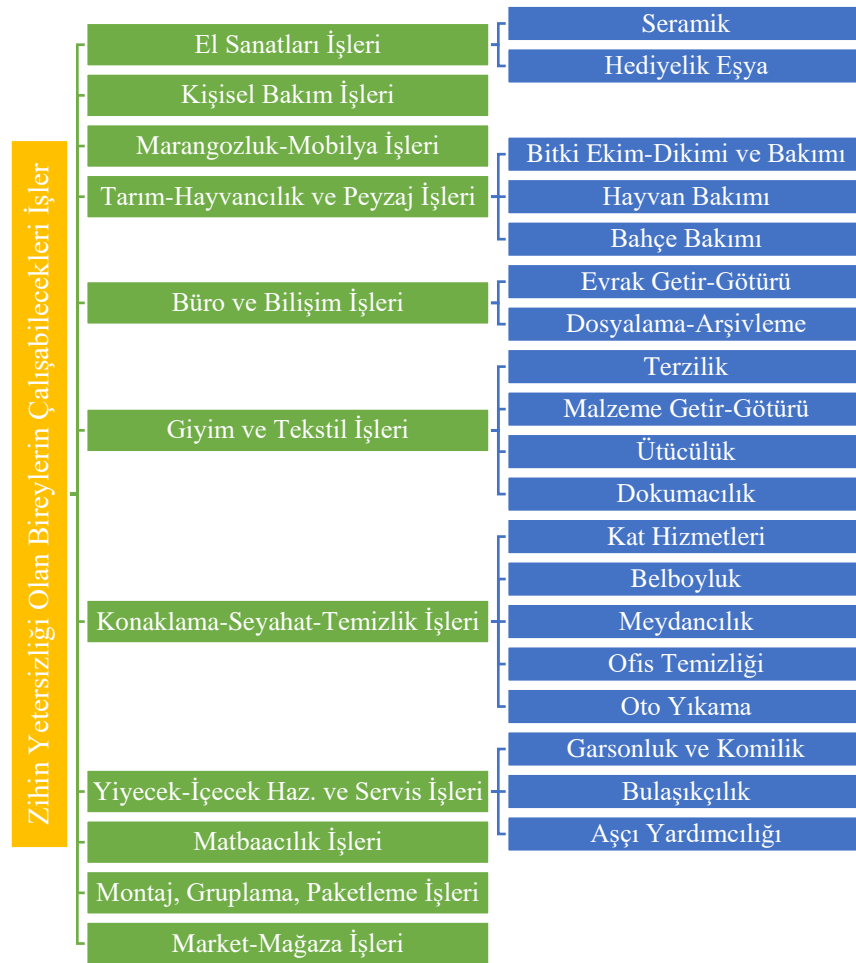 Zihin Yetersizliği Olan Bireylerin Çalışabilecekleri İşler
El Sanatları İşleri
Seramik
Hediyelik Eşya
Kişisel Bakım İşleri
Marangozluk-Mobilya İşleri
Tarım-Hayvancılık ve Peyzaj İşleri
Bitki Ekim-Dikimi ve Bakımı
Hayvan Bakımı
Bahçe Bakımı
Büro ve Bilişim İşleri
Evrak Getir-Götürü
Dosyalama-Arşivleme
Giyim ve Tekstil İşleri
Terzilik
Malzeme Getir-Götürü
Ütücülük
Dokumacılık
Konaklama-Seyahat-Temizlik İşleri
Kat Hizmetleri
Belboyluk
Meydancılık
Ofis Temizliği
Oto Yıkama
Yiyecek-İçecek Haz. ve Servis İşleri
Garsonluk ve Komilik
Bulaşıkçılık
Aşçı Yardımcılığı
Matbaacılık İşleri
Montaj, Gruplama, Paketleme İşleri
Market-Mağaza İşleri